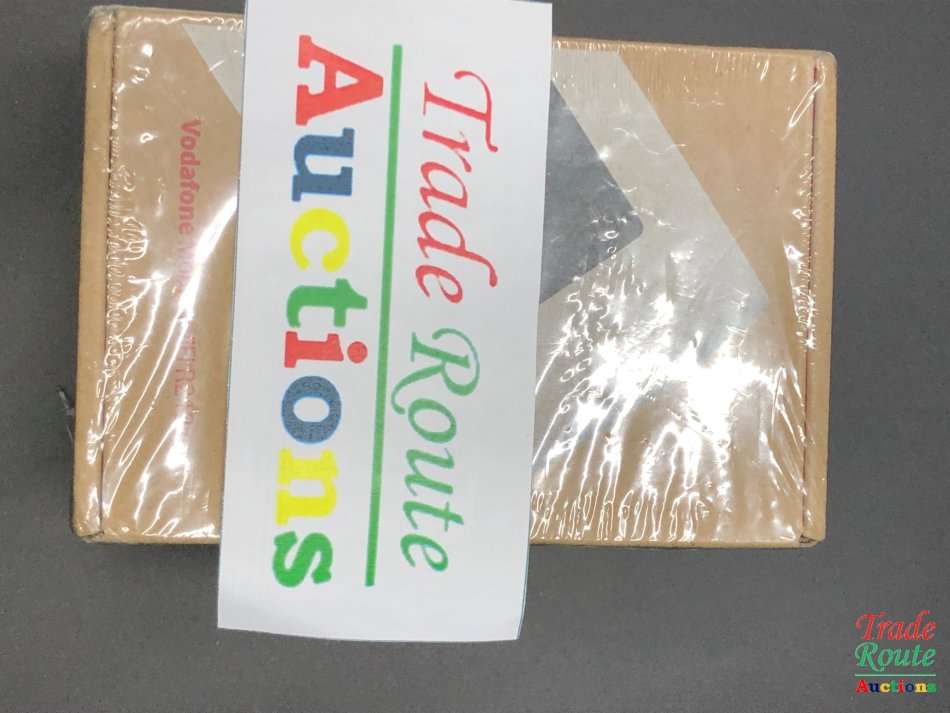 Trade Route
Auctions
Vodafone
Trade
Route
Auctions